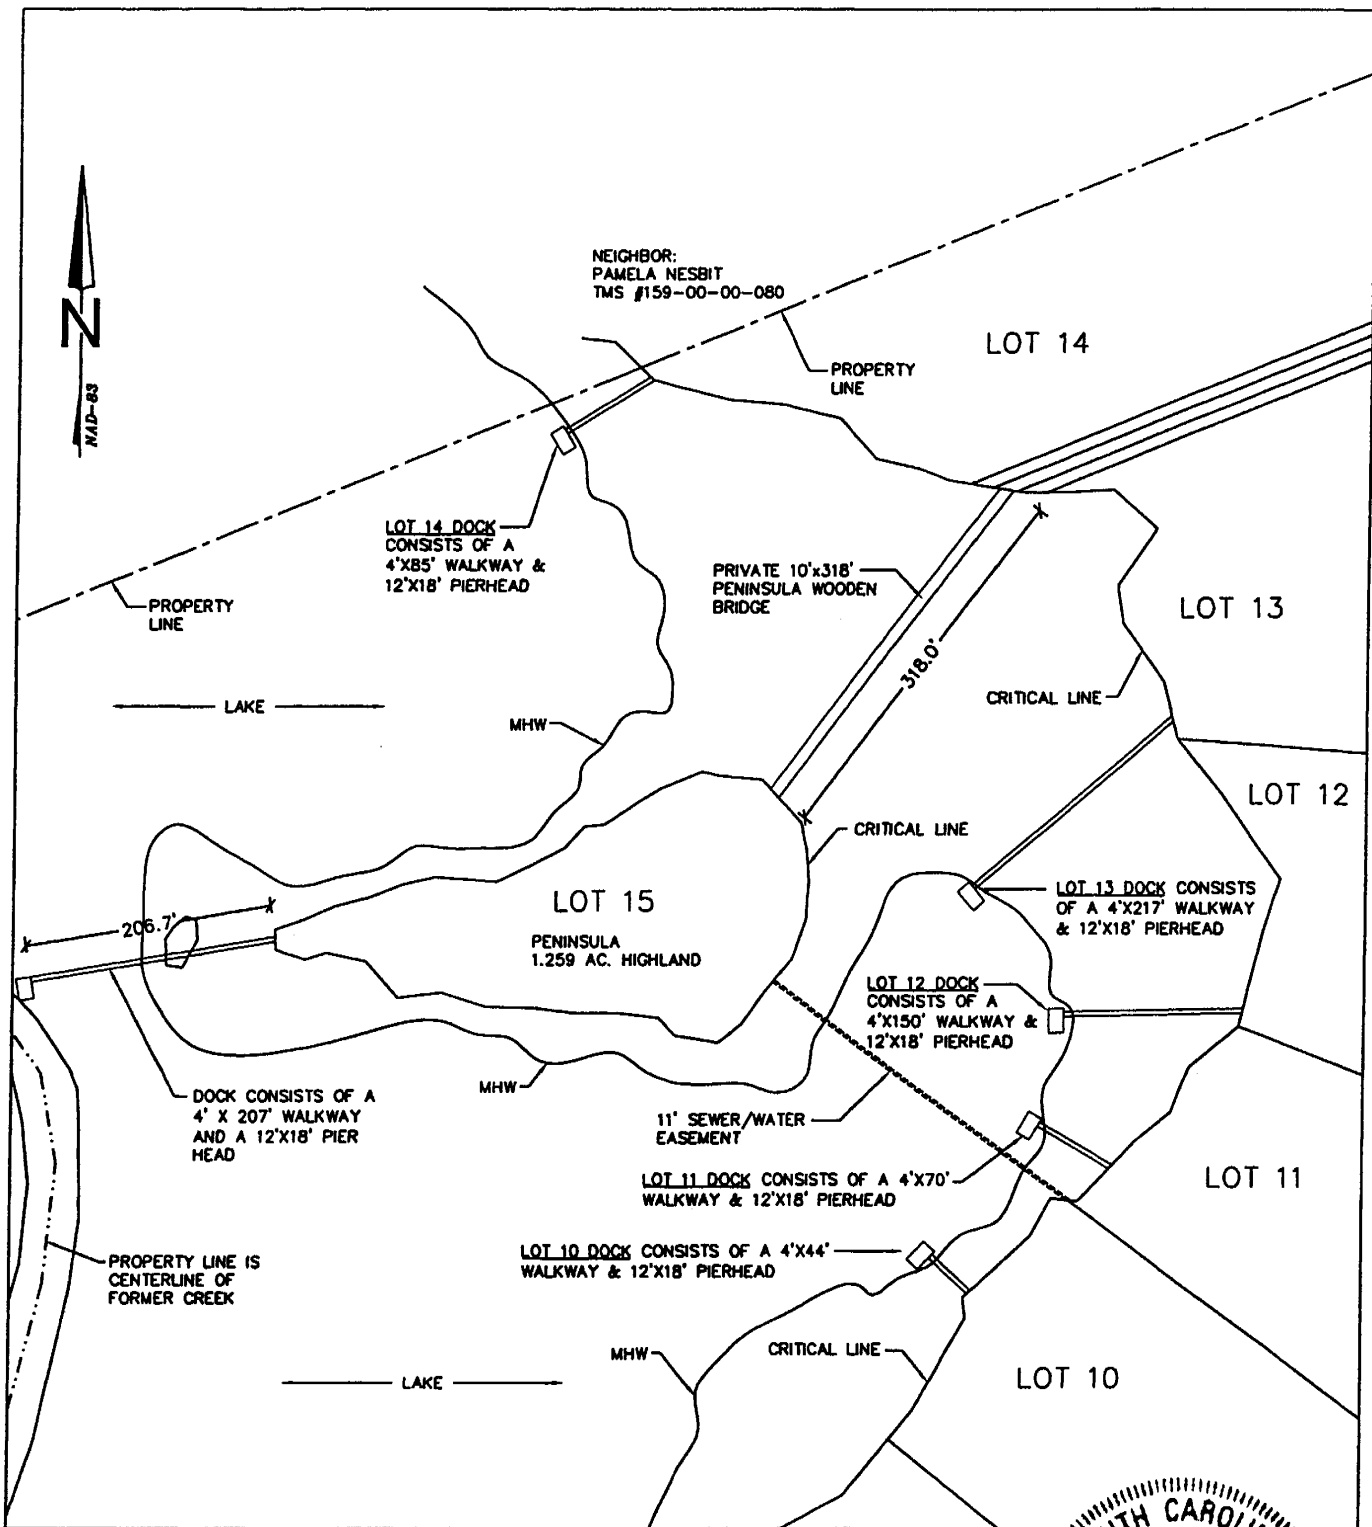 NEIGHBOR:
PAMELA NESBIT
TMS #159-00-00-080
LOT 14
PROPERTY
LINE
N
NAD-83
LOT 14 DOCK
CONSISTS OF A
4'X85' WALKWAY &
12'X18' PIERHEAD
PRIVATE 10'x318'
PENINSULA WOODEN
BRIDGE
PROPERTY
LINE
LOT 13
318.0'
CRITICAL LINE
LAKE
MHW
LOT 12
CRITICAL LINE
LOT 15
PENINSULA
1.259 AC. HIGHLAND
LOT 13 DOCK CONSISTS
OF A 4'X217' WALKWAY
& 12'X18' PIERHEAD
206.7'
LOT 12 DOCK
CONSISTS OF A
4'X150' WALKWAY &
12'X18' PIERHEAD
MHW
DOCK CONSISTS OF A
4' X 207' WALKWAY
AND A 12'X18' PIER
HEAD
11' SEWER/WATER
EASEMENT
LOT 11 DOCK CONSISTS OF A 4'X70'
WALKWAY & 12'X18' PIERHEAD
LOT 11
LOT 10 DOCK CONSISTS OF A 4'X44'
WALKWAY & 12'X18' PIERHEAD
PROPERTY LINE IS
CENTERLINE OF
FORMER CREEK
MHW
CRITICAL LINE
LAKE
LOT 10
UTH CAROLI